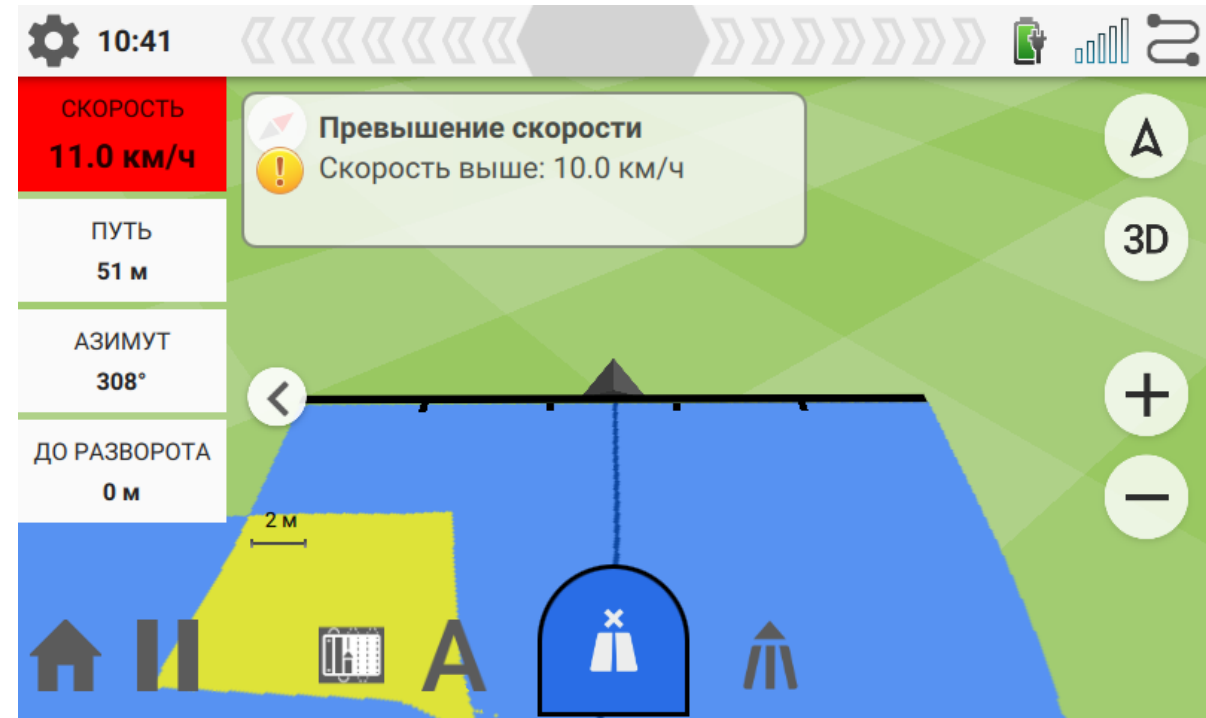 10:41
СКОРОСТЬ
11.0 км/ч
Превышение скорости
Скорость выше: 10.0 км/ч
ПУТЬ
51 м
3D
АЗИМУТ
308°
ДО РАЗВОРОТА
0 м
2 м
A